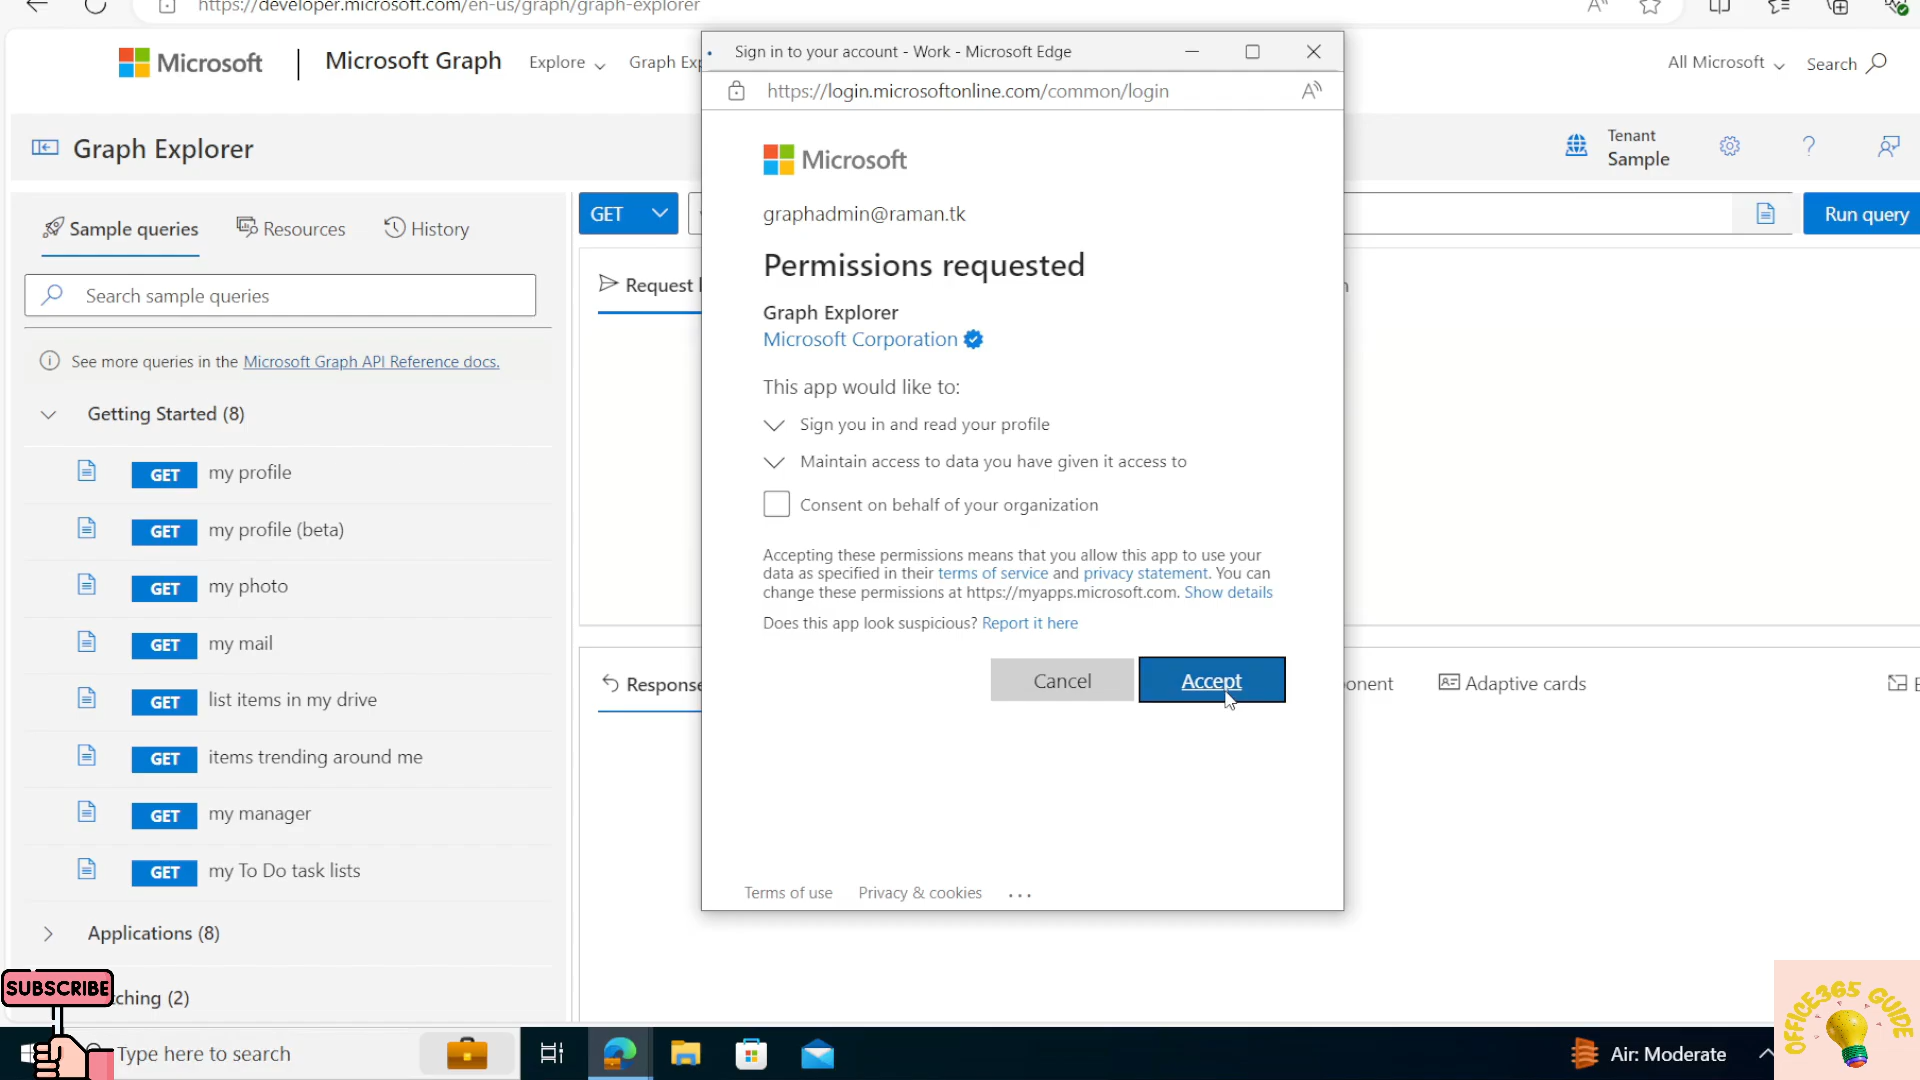 https://developer.microsoft.com/en-us/graph/graph-explorer
Microsoft
Microsoft Graph
Explore
Graph Exp
All Microsoft
Search
Sign in to your account - Work - Microsoft Edge
https://login.microsoftonline.com/common/login
Graph Explorer
Tenant
Sample
Sample queries
Resources
History
GET
Run query
Search sample queries
Request
See more queries in the Microsoft Graph API Reference docs.
Getting Started (8)
GET my profile
GET my profile (beta)
GET my photo
GET my mail
GET list items in my drive
GET items trending around me
GET my manager
GET my To Do task lists
Applications (8)
ching (2)
Microsoft
graphadmin@raman.tk
Permissions requested
Graph Explorer
Microsoft Corporation
This app would like to:
Sign you in and read your profile
Maintain access to data you have given it access to
Consent on behalf of your organization
Accepting these permissions means that you allow this app to use your
data as specified in their terms of service and privacy statement. You can
change these permissions at https://myapps.microsoft.com. Show details
Does this app look suspicious? Report it here
Cancel
Accept
Terms of use
Privacy & cookies
...
Response
onent
Adaptive cards
SUBSCRIBE
Type here to search
Air: Moderate
OFFICE365 GUIDE